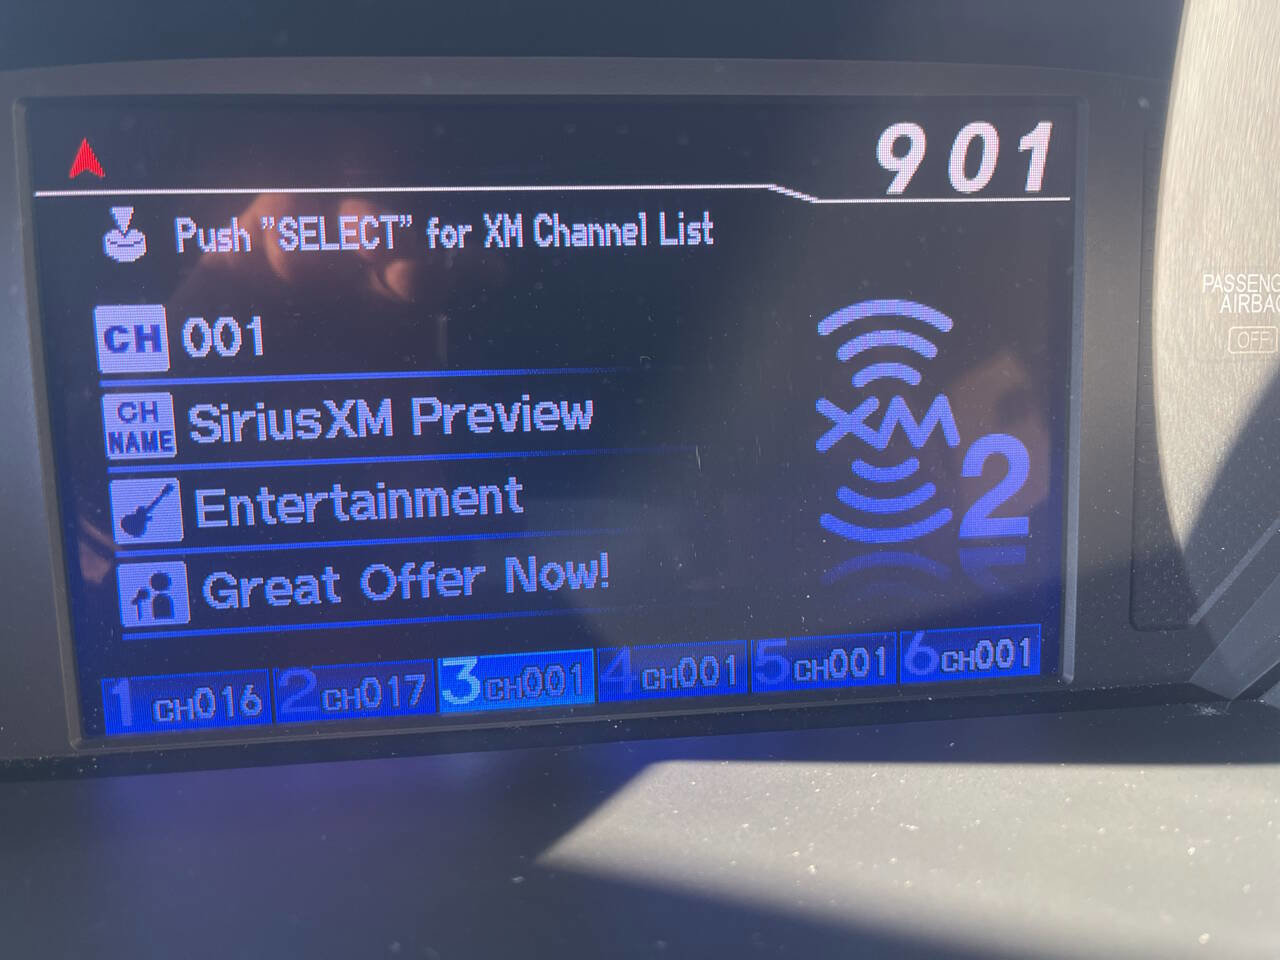 901
Push "SELECT" for XM Channel List
CH 001
CH NAME SiriusXM Preview
Entertainment
Great Offer Now!
XM 2
1 CH016 2 CH017 3 CH001 4 CH001 5 CH001 6 CH001
PASSENG
AIRBA
OFF